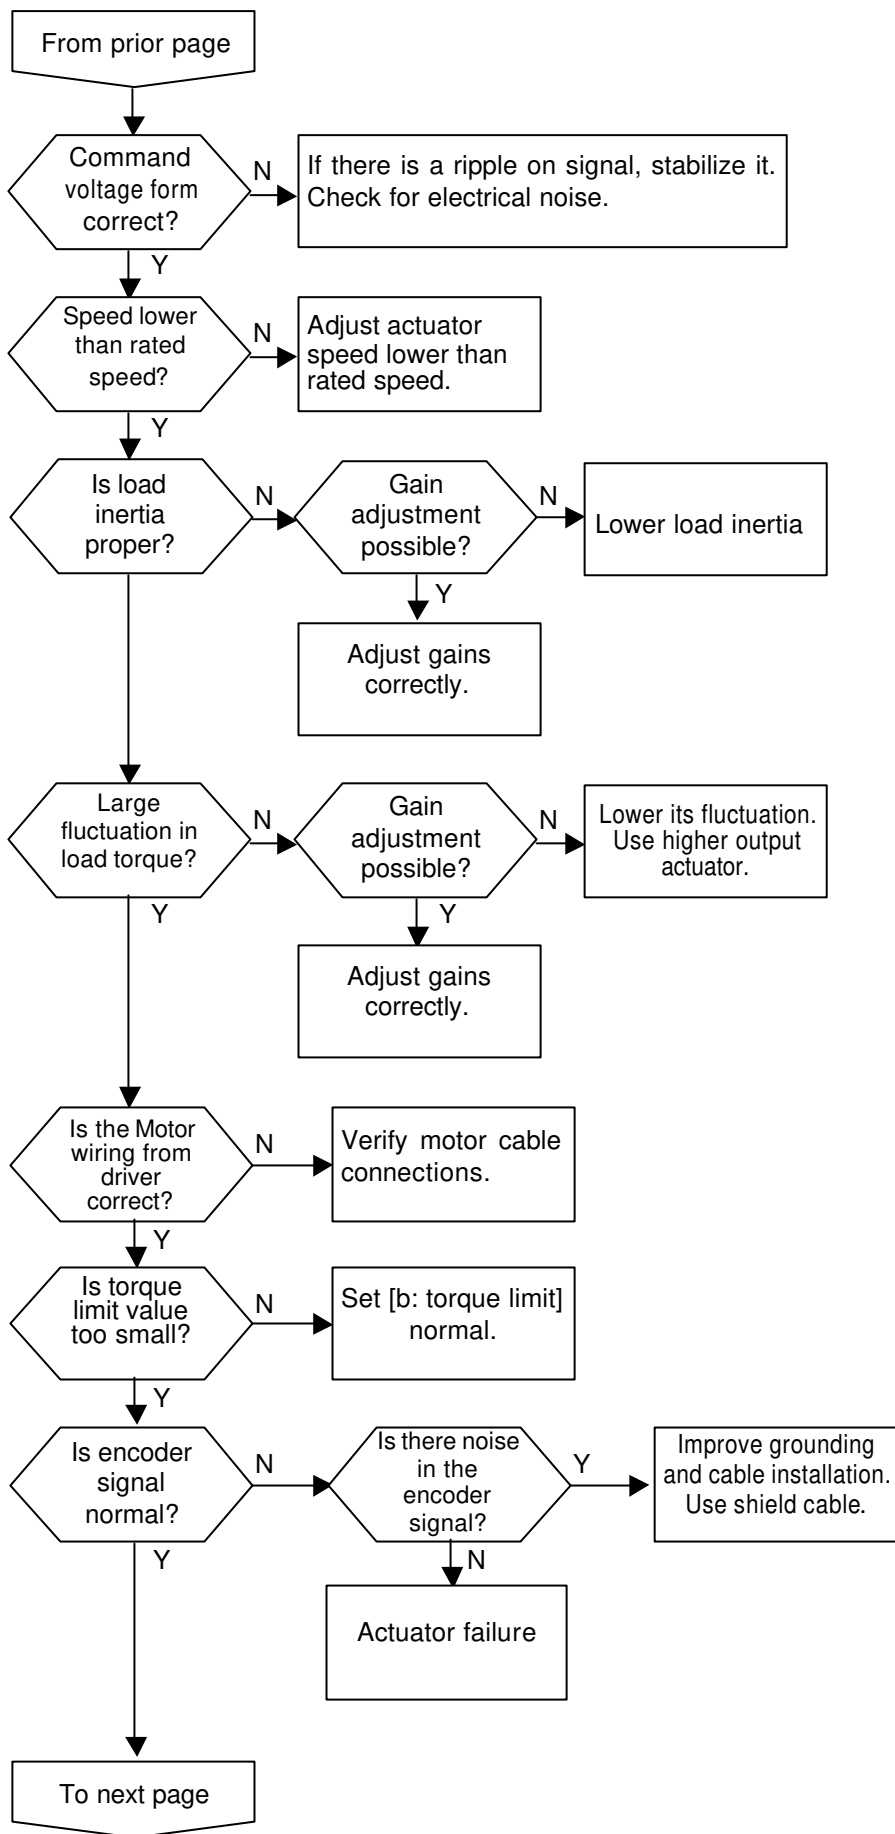 From prior page
Command
voltage form
correct?
N
If there is a ripple on signal, stabilize it.
Check for electrical noise.
Y
Speed lower
than rated
speed?
N
Adjust actuator
speed lower than
rated speed.
Y
Is load
inertia
proper?
N
Gain
adjustment
possible?
N
Lower load inertia
Y
Adjust gains
correctly.
Large
fluctuation in
load torque?
N
Gain
adjustment
possible?
N
Lower its fluctuation.
Use higher output
actuator.
Y
Y
Adjust gains
correctly.
Is the Motor
wiring from
driver
correct?
N
Verify motor cable
connections.
Y
Is torque
limit value
too small?
N
Set [b: torque limit]
normal.
Y
Is encoder
signal
normal?
N
Is there noise
in the
encoder
signal?
Y
Improve grounding
and cable installation.
Use shield cable.
Y
N
Actuator failure
To next page